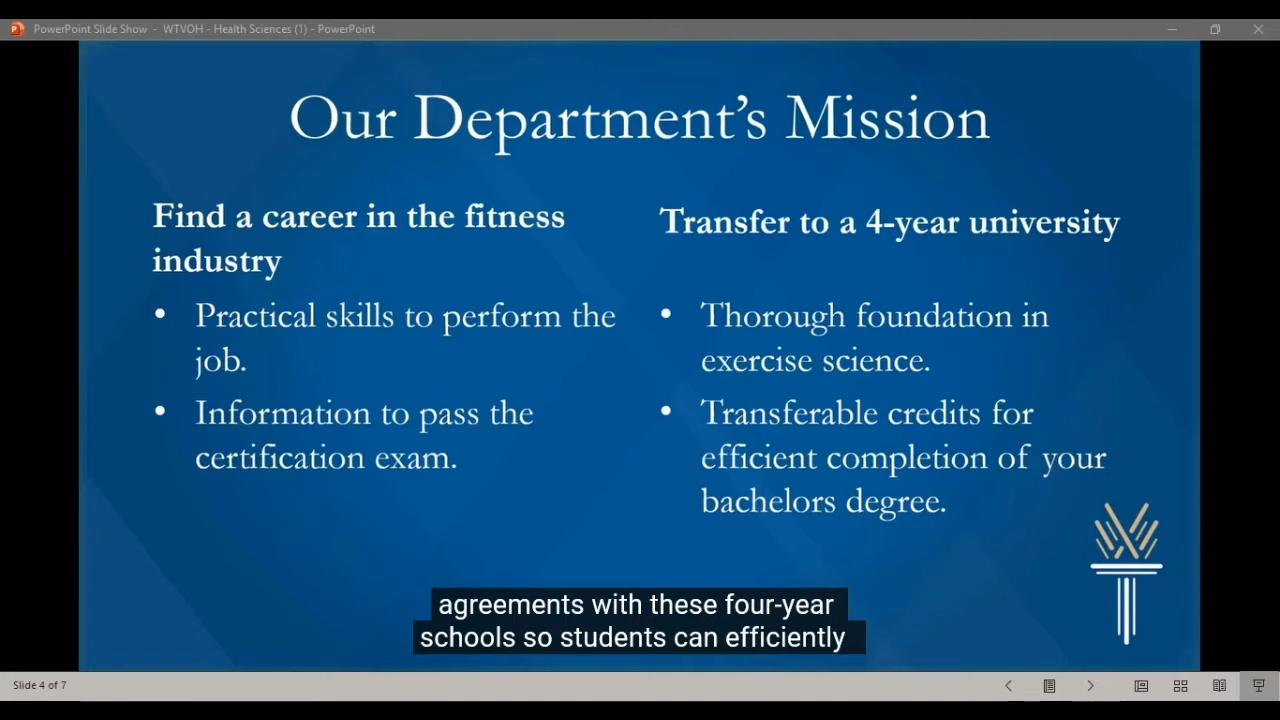 PowerPoint Slide Show - WTVOH - Health Sciences (1) - PowerPoint
Our Department's Mission
Find a career in the fitness
industry
• Practical skills to perform the
job.
• Information to pass the
certification exam.
Transfer to a 4-year university
• Thorough foundation in
exercise science.
• Transferable credits for
efficient completion of your
bachelors degree.
agreements with these four-year
schools so students can efficiently
Slide 4 of 7